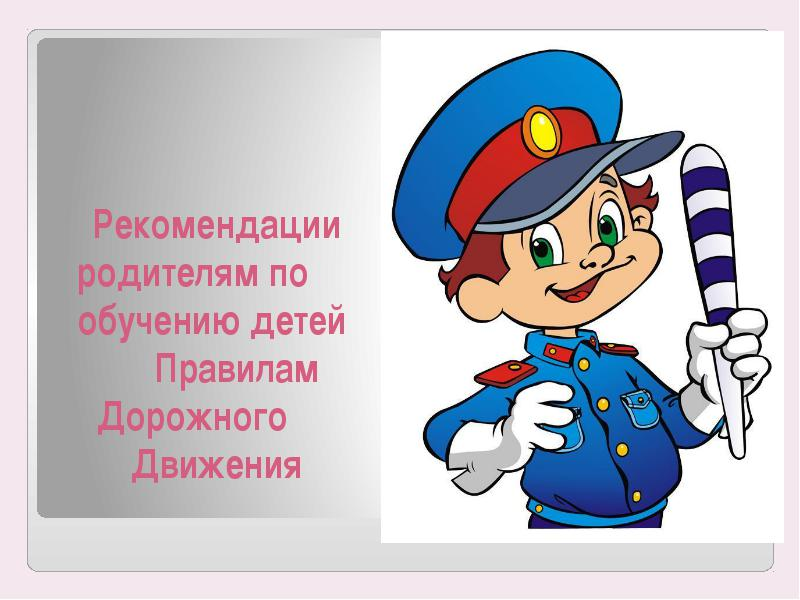 Рекомендации
родителям по
обучению детей
Правилам
Дорожного
Движения